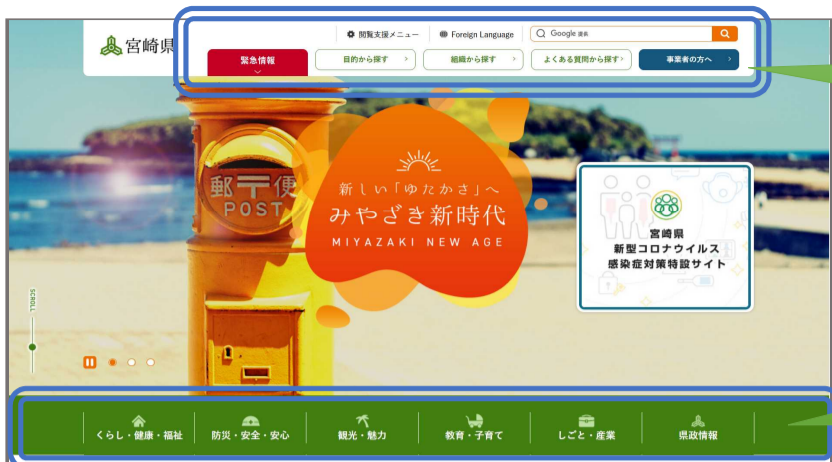 宮崎県
閲覧支援メニュー
Foreign Language
Google 提供
緊急情報
目的から探す
組織から探す
よくある質問から探す
事業者の方へ
郵〒便
POST
新しい「ゆたかさ」へ
みやざき新時代
MIYAZAKI NEW AGE
宮崎県
新型コロナウイルス
感染症対策特設サイト
SCROLL
くらし・健康・福祉
防災・安全・安心
観光・魅力
教育・子育て
しごと・産業
県政情報